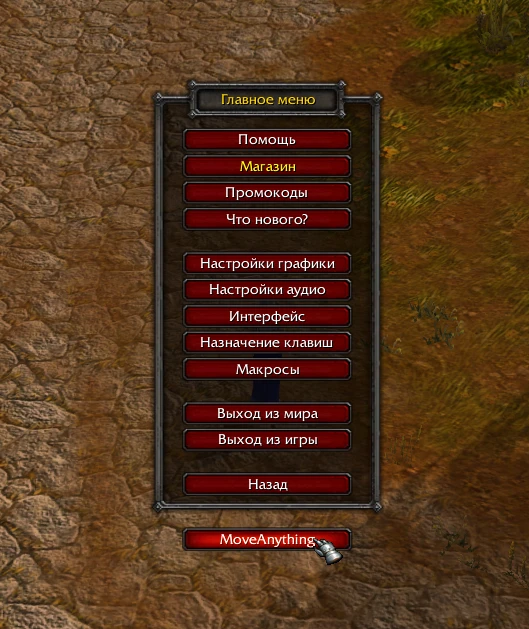 Главное меню
Помощь
Магазин
Промокоды
Что нового?
Настройки графики
Настройки аудио
Интерфейс
Назначение клавиш
Макросы
Выход из мира
Выход из игры
Назад
MoveAnything